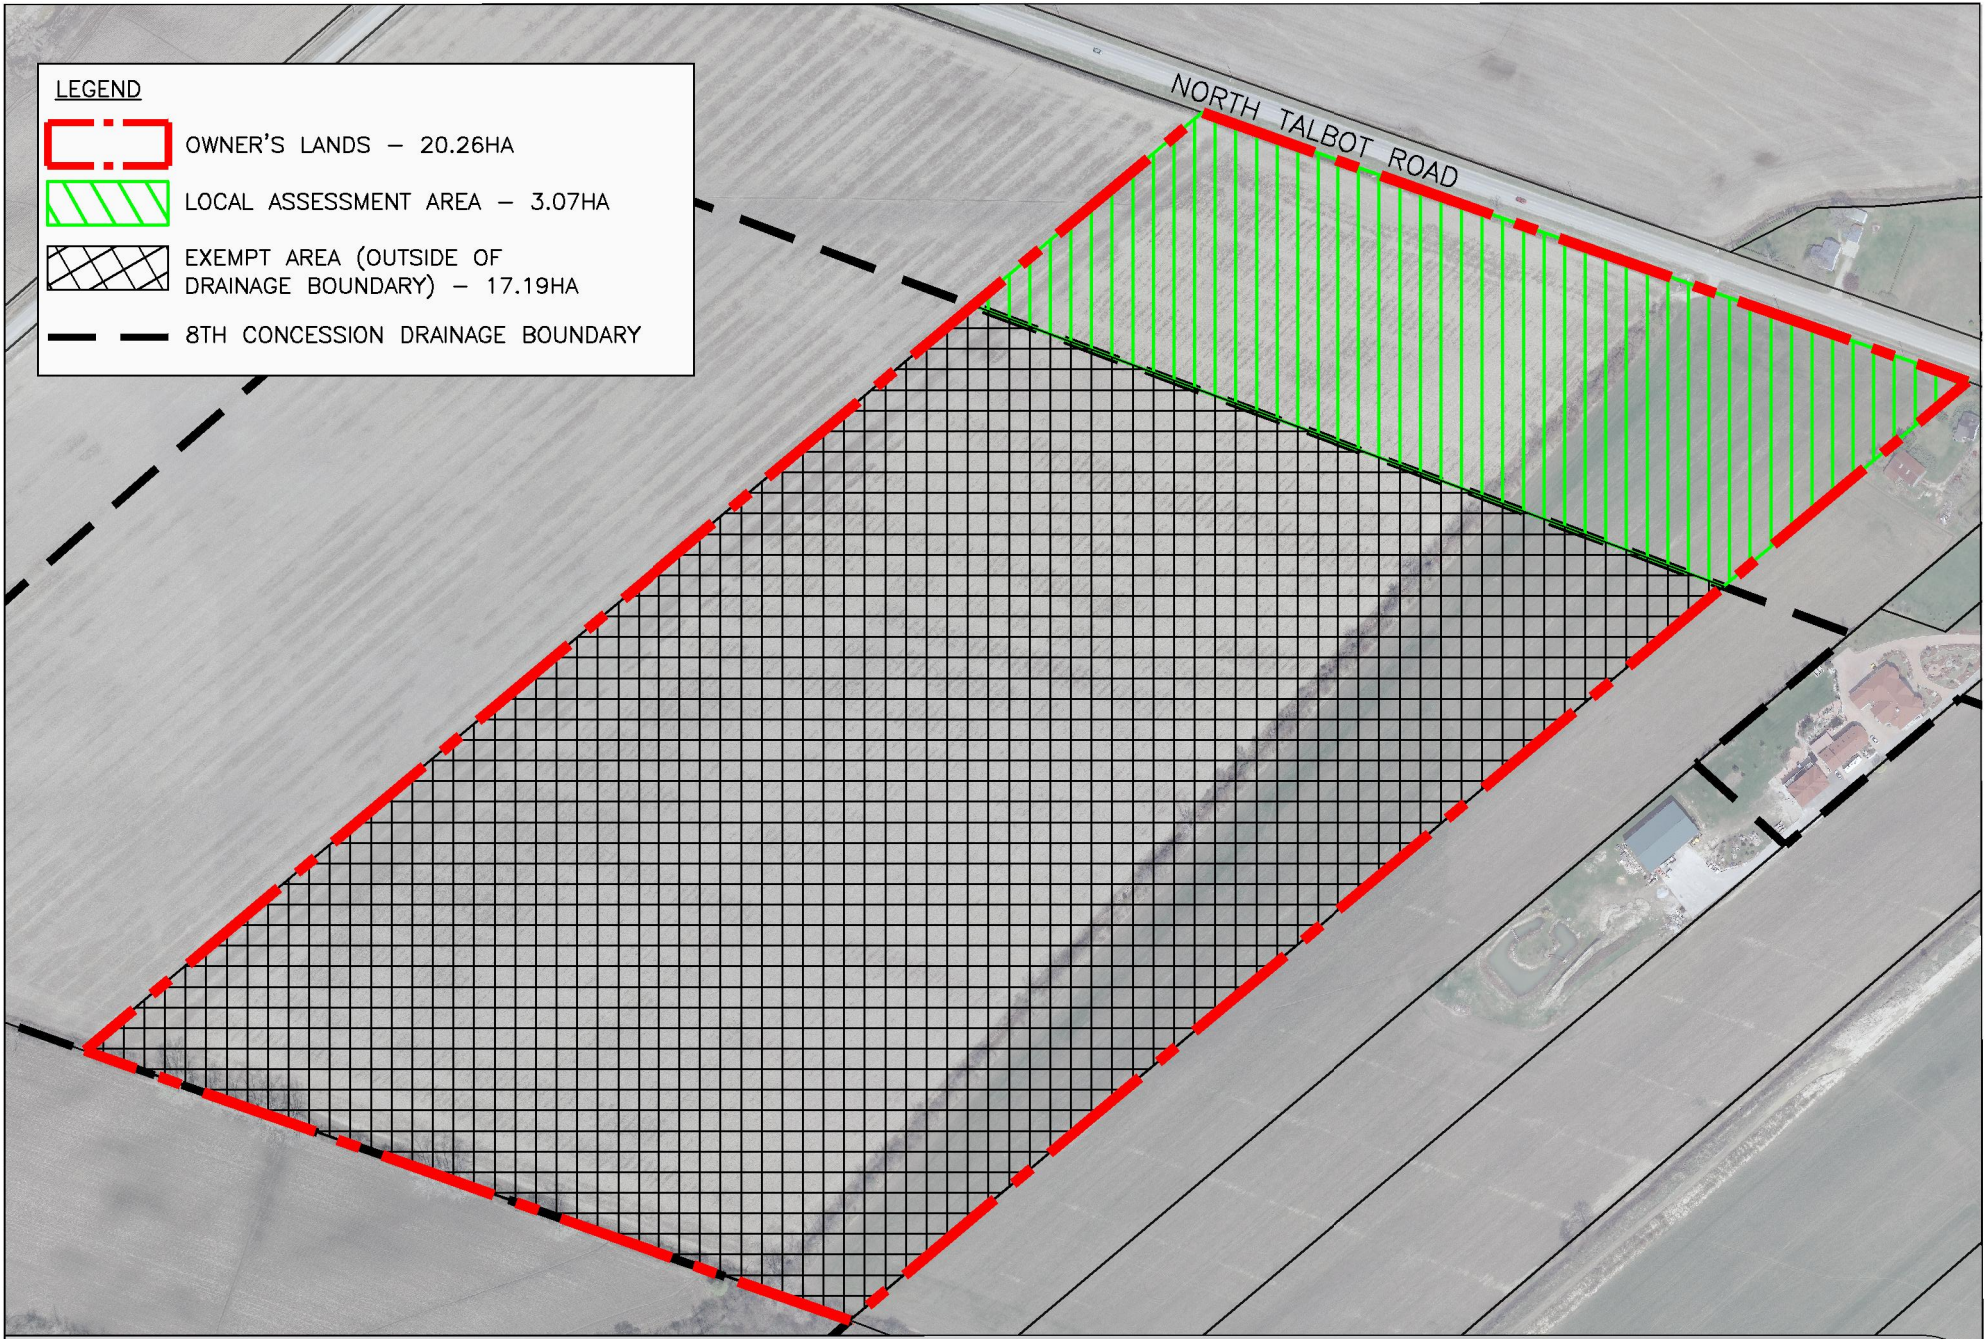 LEGEND
OWNER'S LANDS – 20.26HA
LOCAL ASSESSMENT AREA – 3.07HA
EXEMPT AREA (OUTSIDE OF
DRAINAGE BOUNDARY) – 17.19HA
8TH CONCESSION DRAINAGE BOUNDARY
NORTH TALBOT ROAD